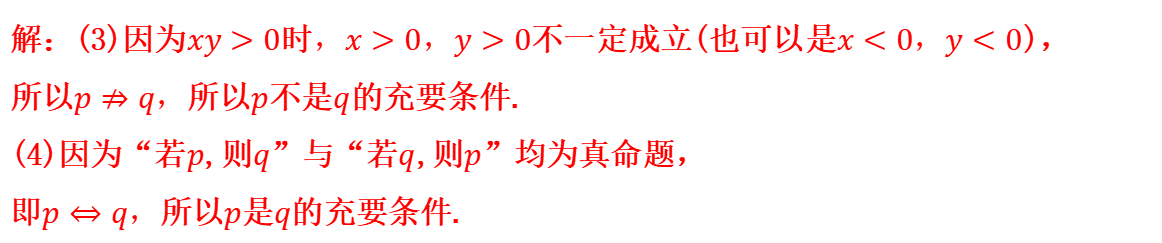 解：(3)因为xy > 0时，x > 0，y > 0不一定成立(也可以是x < 0，y < 0)，
所以p ⇏ q，所以p不是q的充要条件.
(4)因为“若p,则q”与“若q,则p”均为真命题，
即p ⇔ q，所以p是q的充要条件.